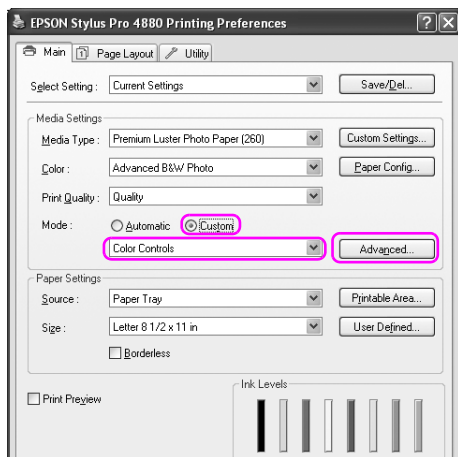 EPSON Stylus Pro 4880 Printing Preferences
Main Page Layout Utility
Select Setting : Current Settings Save/Del...
Media Settings
Media Type : Premium Luster Photo Paper (260) Custom Settings...
Color : Advanced B&W Photo Paper Config...
Print Quality : Quality
Mode : Automatic Custom
Color Controls Advanced...
Paper Settings
Source : Paper Tray Printable Area...
Size : Letter 8 1/2 x 11 in User Defined...
Borderless
Print Preview
Ink Levels